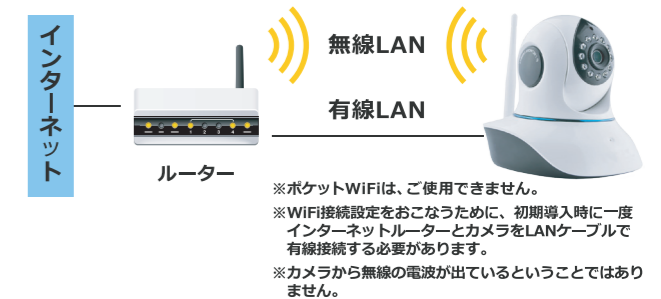 インターネット
無線LAN
有線LAN
ルーター
※ポケットWiFiは、ご使用できません。
※WiFi接続設定をおこなうために、初期導入時に一度
インターネットルーターとカメラをLANケーブルで
有線接続する必要があります。
※カメラから無線の電波が出ているということではあり
ません。